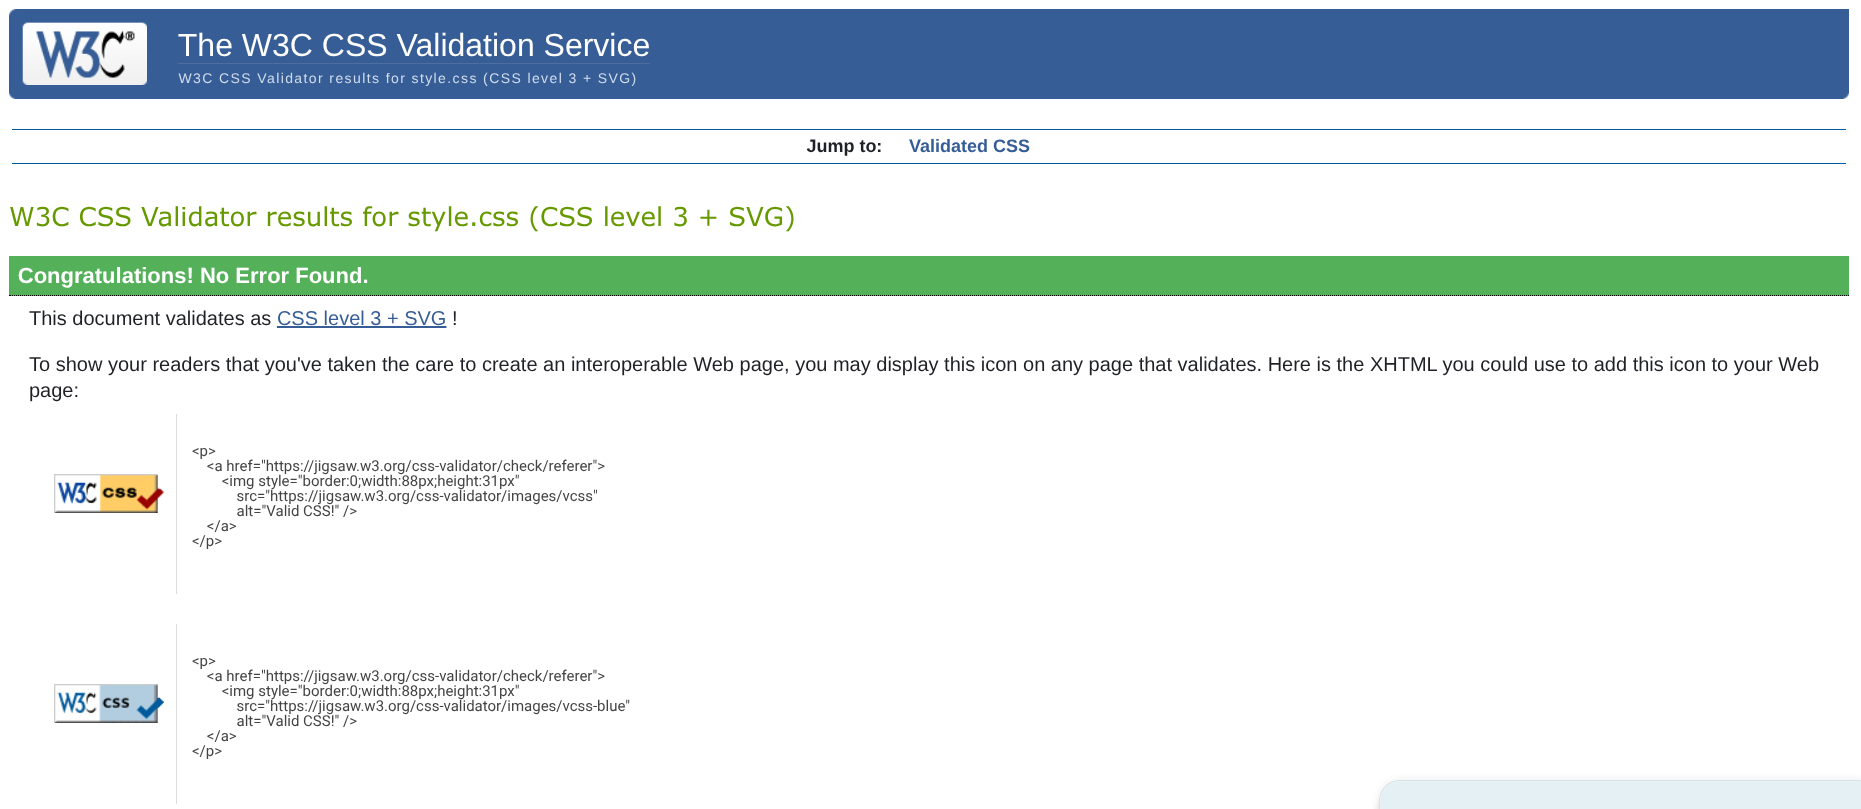 W3C®
The W3C CSS Validation Service
W3C CSS Validator results for style.css (CSS level 3 + SVG)
Jump to: Validated CSS
W3C CSS Validator results for style.css (CSS level 3 + SVG)
Congratulations! No Error Found.
This document validates as CSS level 3 + SVG !
To show your readers that you've taken the care to create an interoperable Web page, you may display this icon on any page that validates. Here is the XHTML you could use to add this icon to your Web
page:
<p>
<a href="https://jigsaw.w3.org/css-validator/check/referer">
<img style="border:0;width:88px;height:31px"
src="https://jigsaw.w3.org/css-validator/images/vcss"
alt="Valid CSS!" />
</a>
</p>
W3C css
<p>
<a href="https://jigsaw.w3.org/css-validator/check/referer">
<img style="border:0;width:88px;height:31px"
src="https://jigsaw.w3.org/css-validator/images/vcss-blue"
alt="Valid CSS!" />
</a>
</p>
W3C css